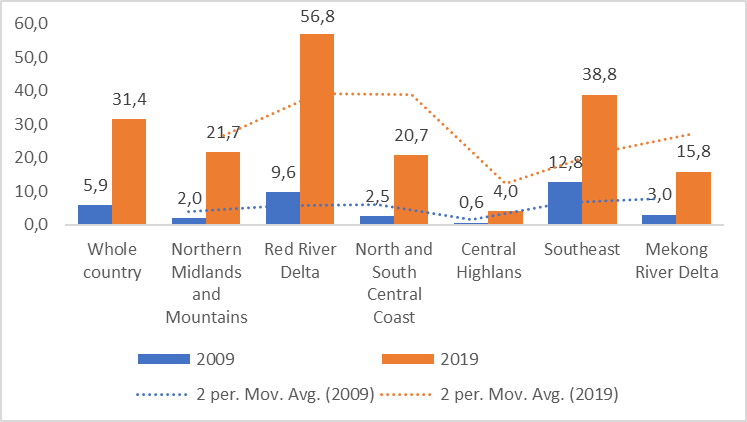 60,0
50,0
40,0
30,0
20,0
10,0
0,0
5,9
31,4
2,0
21,7
9,6
56,8
2,5
20,7
0,6
4,0
12,8
38,8
3,0
15,8
Whole
country
Northern
Midlands
and
Mountains
Red River
Delta
North and
South
Central
Coast
Central
Highlans
Southeast
Mekong
River Delta
2009
2019
2 per. Mov. Avg. (2009)
2 per. Mov. Avg. (2019)